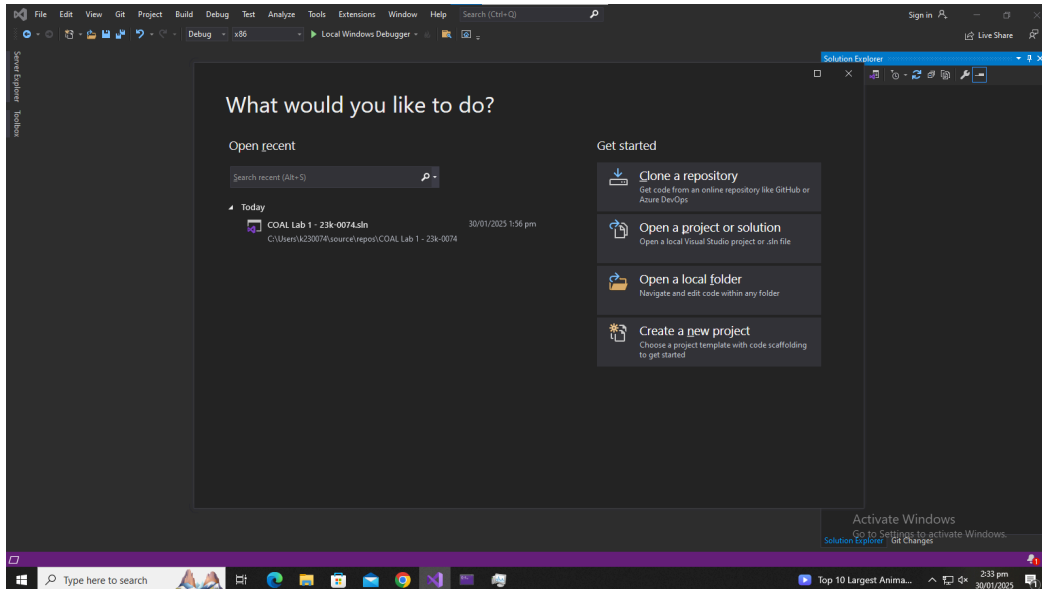 File Edit View Git Project Build Debug Test Analyze Tools Extensions Window Help Search (Ctrl+Q) Sign in
Debug x86 Local Windows Debugger Live Share
Server Explorer
Toolbox
Solution Explorer
What would you like to do?
Open recent
Search recent (Alt+S)
Today
COAL Lab 1 - 23k-0074.sln 30/01/2025 1:56 pm
C:\Users\k230074\source\repos\COAL Lab 1 - 23k-0074
Get started
Clone a repository
Get code from an online repository like GitHub or
Azure DevOps
Open a project or solution
Open a local Visual Studio project or .sln file
Open a local folder
Navigate and edit code within any folder
Create a new project
Choose a project template with code scaffolding
to get started
Activate Windows
Go to Settings to activate Windows.
Solution Explorer Git Changes
1
Type here to search
Top 10 Largest Anima...
2:33 pm
30/01/2025
1